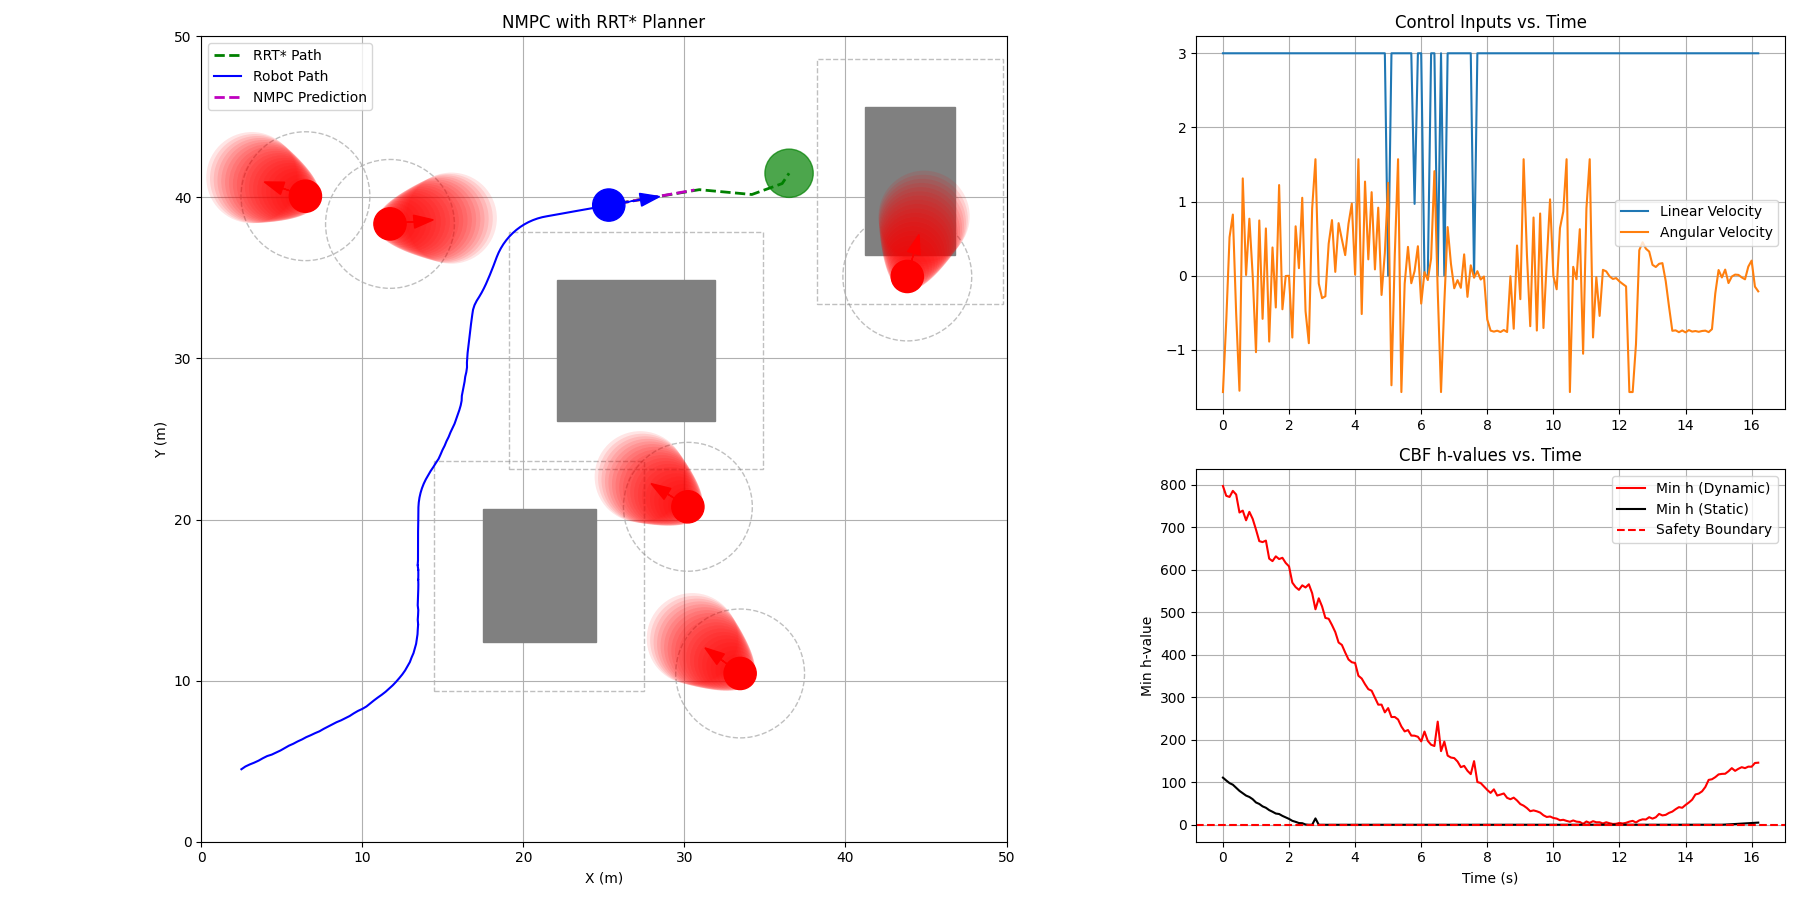 NMPC with RRT* Planner
RRT* Path
Robot Path
NMPC Prediction
50
40
30
20
10
0
Y (m)
0 10 20 30 40 50
X (m)
Control Inputs vs. Time
3
2
1
0
−1
Linear Velocity
Angular Velocity
0 2 4 6 8 10 12 14 16
CBF h-values vs. Time
800
700
600
500
400
300
200
100
0
Min h-value
Min h (Dynamic)
Min h (Static)
Safety Boundary
0 2 4 6 8 10 12 14 16
Time (s)